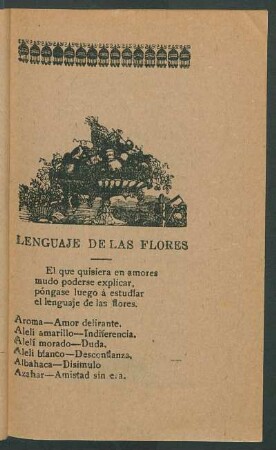 LENGUAJE DE LAS FLORES
El que quisiera en amores
mudo poderse explicar,
póngase luego á estudiar
el lenguaje de las flores.
Aroma—Amor delirante.
Alelí amarillo—Indiferencia.
Alelí morado—Duda.
Alelí blanco—Desconfianza,
Albahaca—Disimulo
Azahar—Amistad sin